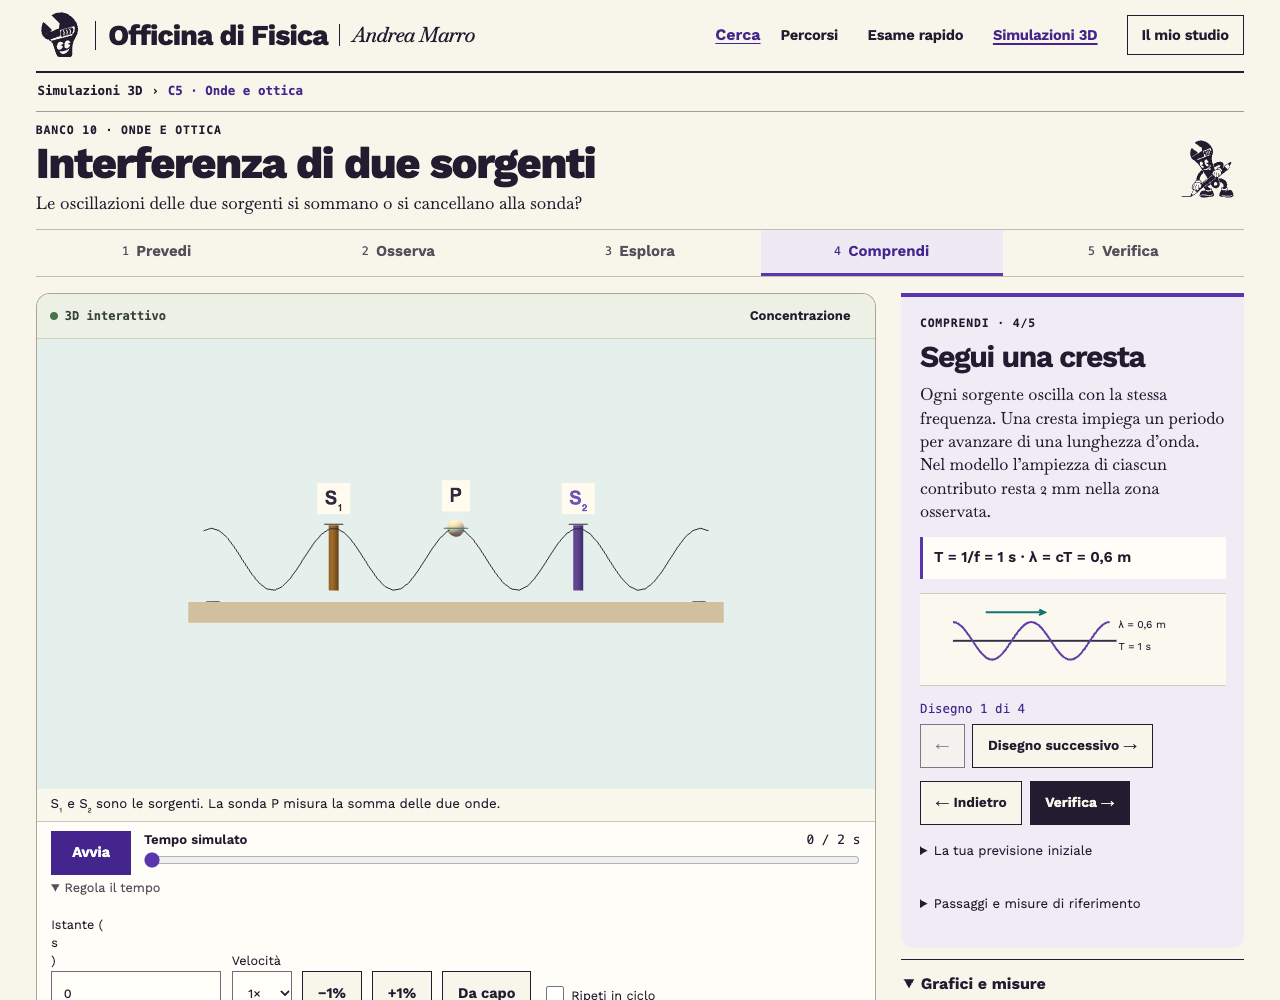 Officina di Fisica
Andrea Marro
Cerca
Percorsi
Esame rapido
Simulazioni 3D
Il mio studio
Simulazioni 3D › C5 · Onde e ottica
BANCO 10 · ONDE E OTTICA
Interferenza di due sorgenti
Le oscillazioni delle due sorgenti si sommano o si cancellano alla sonda?
1 Prevedi
2 Osserva
3 Esplora
4 Comprendi
5 Verifica
3D interattivo
Concentrazione
S₁
P
S₂
S₁ e S₂ sono le sorgenti. La sonda P misura la somma delle due onde.
Avvia
Tempo simulato
0 / 2 s
▼ Regola il tempo
Istante (
s
)
Velocità
0
1×
−1%
+1%
Da capo
Ripeti in ciclo
COMPRENDI · 4/5
Segui una cresta
Ogni sorgente oscilla con la stessa
frequenza. Una cresta impiega un periodo
per avanzare di una lunghezza d’onda.
Nel modello l’ampiezza di ciascun
contributo resta 2 mm nella zona
osservata.
T = 1/f = 1 s · λ = cT = 0,6 m
λ = 0,6 m
T = 1 s
Disegno 1 di 4
←
Disegno successivo →
← Indietro
Verifica →
▶ La tua previsione iniziale
▶ Passaggi e misure di riferimento
▼ Grafici e misure